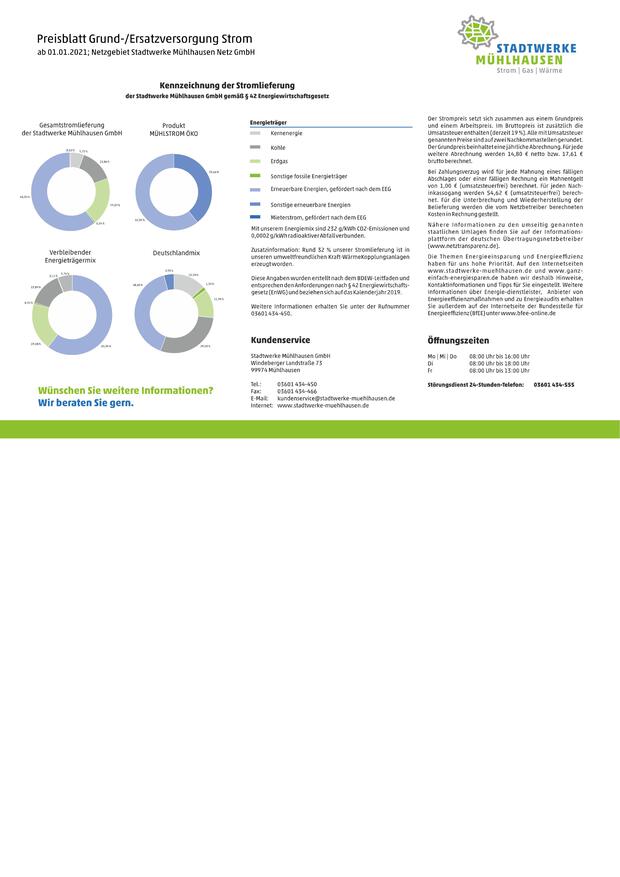 Preisblatt Grund-/Ersatzversorgung Strom
ab 01.01.2021; Netzgebiet Stadtwerke Mühlhausen Netz GmbH
STADTWERKE
MÜHLHAUSEN
Strom | Gas | Wärme
Kennzeichnung der Stromlieferung
der Stadtwerke Mühlhausen GmbH gemäß § 42 Energiewirtschaftsgesetz
Gesamtstromlieferung
der Stadtwerke Mühlhausen GmbH
Produkt
MÜHLSTROM ÖKO
Verbleibender
Energieträgermix
Deutschlandmix
Wünschen Sie weitere Informationen?
Wir beraten Sie gern.
Energieträger
Kernenergie
Kohle
Erdgas
Sonstige fossile Energieträger
Erneuerbare Energien, gefördert nach dem EEG
Sonstige erneuerbare Energien
Mieterstrom, gefördert nach dem EEG
Mit unserem Energiemix sind 232 g/kWh CO2-Emissionen und
0,0002 g/kWh radioaktiver Abfall verbunden.
Zusatzinformation: Rund 32 % unserer Stromlieferung ist in
unseren umweltfreundlichen Kraft-Wärme-Kopplungsanlagen
erzeugt worden.
Diese Angaben wurden erstellt nach dem BDEW-Leitfaden und
entsprechen den Anforderungen nach § 42 Energiewirtschafts-
gesetz (EnWG) und beziehen sich auf das Kalenderjahr 2019.
Weitere Informationen erhalten Sie unter der Rufnummer
03601 434-450.
Kundenservice
Stadtwerke Mühlhausen GmbH
Windeberger Landstraße 73
99974 Mühlhausen
Tel.: 03601 434-450
Fax: 03601 434-466
E-Mail: kundenservice@stadtwerke-muehlhausen.de
Internet: www.stadtwerke-muehlhausen.de
Der Strompreis setzt sich zusammen aus einem Grundpreis
und einem Arbeitspreis. Im Bruttopreis ist zusätzlich die
Umsatzsteuer enthalten (derzeit 19 %). Alle mit Umsatzsteuer
genannten Preise sind auf zwei Nachkommastellen gerundet.
Der Grundpreis beinhaltet eine jährliche Abrechnung. Für jede
weitere Abrechnung werden 14,80 € netto bzw. 17,61 €
brutto berechnet.
Bei Zahlungsverzug wird für jede Mahnung eines fälligen
Abschlages oder einer fälligen Rechnung ein Mahnentgelt
von 1,00 € (umsatzsteuerfrei) berechnet. Für jeden Nach-
inkassogang werden 54,62 € (umsatzsteuerfrei) berech-
net. Für die Unterbrechung und Wiederherstellung der
Belieferung werden die vom Netzbetreiber berechneten
Kosten in Rechnung gestellt.
Nähere Informationen zu den umseitig genannten
staatlichen Umlagen finden Sie auf der Informations-
plattform der deutschen Übertragungsnetzbetreiber
(www.netztransparenz.de).
Die Themen Energieeinsparung und Energieeffizienz
haben für uns hohe Priorität. Auf den Internetseiten
www.stadtwerke-muehlhausen.de und www.ganz-
einfach-energiesparen.de haben wir deshalb Hinweise,
Kontaktinformationen und Tipps für Sie eingestellt. Weitere
Informationen über Energie-dienstleister, Anbieter von
Energieeffizienzmaßnahmen und zu Energieaudits erhalten
Sie außerdem auf der Internetseite der Bundesstelle für
Energieeffizienz (BfEE) unter www.bfee-online.de
Öffnungszeiten
Mo | Mi | Do 08:00 Uhr bis 16:00 Uhr
Di 08:00 Uhr bis 18:00 Uhr
Fr 08:00 Uhr bis 13:00 Uhr
Störungsdienst 24-Stunden-Telefon: 03601 434-555